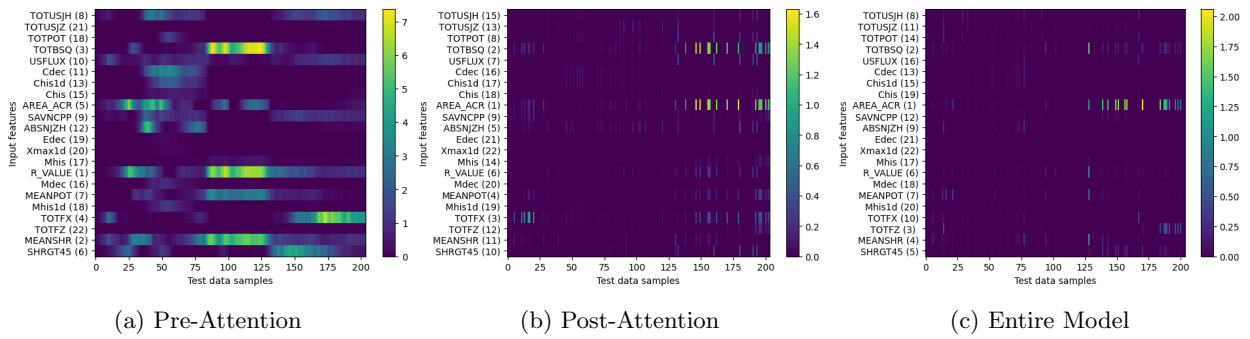 TOTUSJH (8)
TOTUSJZ (21)
TOTPOT (18)
TOTBSQ (3)
USFLUX (10)
Cdec (11)
Chis1d (13)
Chis (15)
AREA_ACR (5)
SAVNCPP (9)
ABSNJZH (12)
Edec (19)
Xmax1d (20)
Mhis (17)
R_VALUE (1)
Mdec (16)
MEANPOT (7)
Mhis1d (18)
TOTFX (4)
TOTFZ (22)
MEANSHR (2)
SHRGT45 (6)
Input features
0 25 50 75 100 125 150 175 200
Test data samples
7
6
5
4
3
2
1
0
(a) Pre-Attention
TOTUSJH (15)
TOTUSJZ (13)
TOTPOT (8)
TOTBSQ (2)
USFLUX (7)
Cdec (16)
Chis1d (17)
Chis (18)
AREA_ACR (1)
SAVNCPP (9)
ABSNJZH (5)
Edec (21)
Xmax1d (22)
Mhis (14)
R_VALUE (6)
Mdec (20)
MEANPOT(4)
Mhis1d (19)
TOTFX (3)
TOTFZ (12)
MEANSHR (11)
SHRGT45 (10)
Input features
0 25 50 75 100 125 150 175 200
Test data samples
1.6
1.4
1.2
1.0
0.8
0.6
0.4
0.2
0.0
(b) Post-Attention
TOTUSJH (8)
TOTUSJZ (11)
TOTPOT (14)
TOTBSQ (2)
USFLUX (16)
Cdec (13)
Chis1d (15)
Chis (19)
AREA_ACR (1)
SAVNCPP (12)
ABSNJZH (9)
Edec (21)
Xmax1d (22)
Mhis (17)
R_VALUE (6)
Mdec (18)
MEANPOT (7)
Mhis1d (20)
TOTFX (10)
TOTFZ (3)
MEANSHR (4)
SHRGT45 (5)
Input features
0 25 50 75 100 125 150 175 200
Test data samples
2.00
1.75
1.50
1.25
1.00
0.75
0.50
0.25
0.00
(c) Entire Model